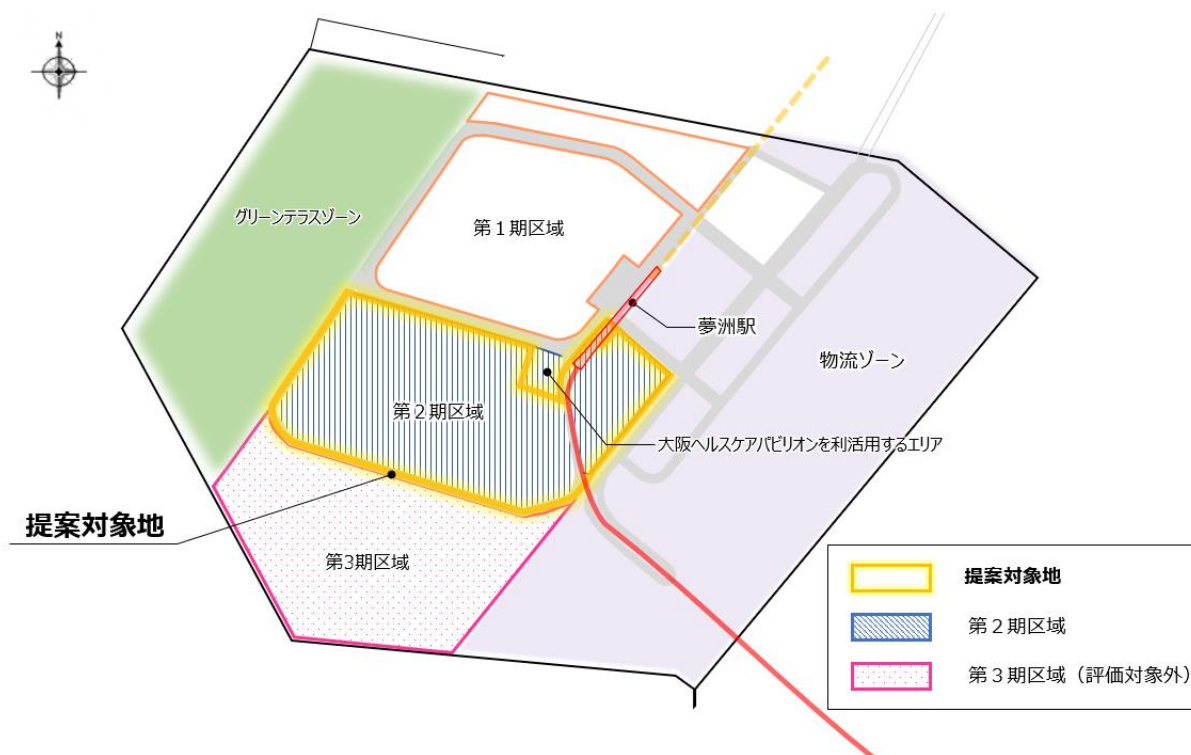 N
グリーンテラスゾーン
第１期区域
夢洲駅
物流ゾーン
第２期区域
大阪ヘルスケアパビリオンを利活用するエリア
提案対象地
第3期区域
提案対象地
第２期区域
第３期区域（評価対象外）